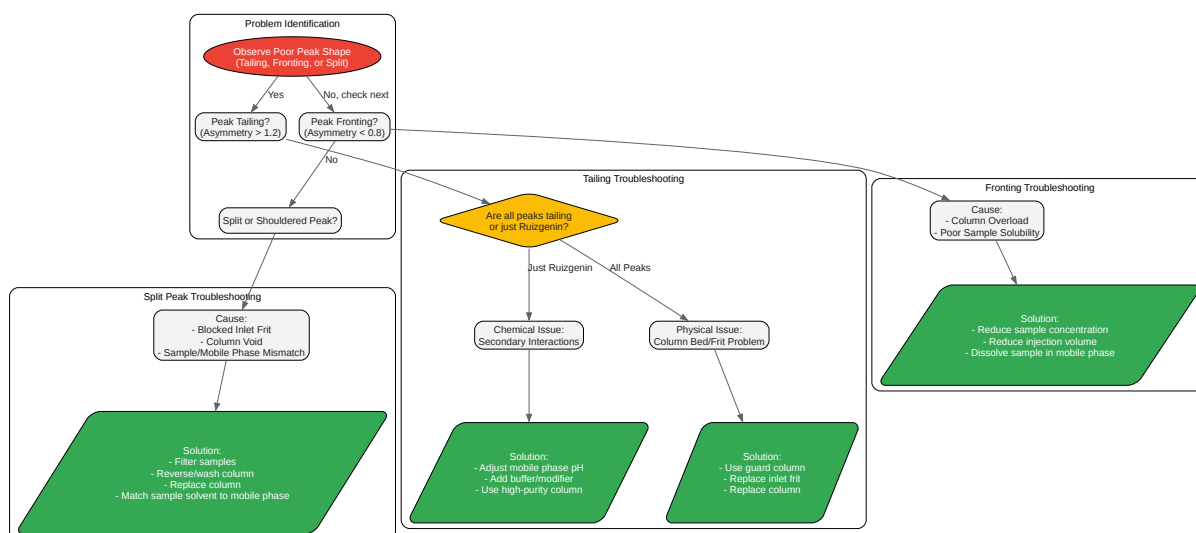 Problem Identification
Observe Poor Peak Shape
(Tailing, Fronting, or Split)
Yes
No, check next
Peak Tailing?
(Asymmetry > 1.2)
Peak Fronting?
(Asymmetry < 0.8)
No
Split or Shouldered Peak?
Tailing Troubleshooting
Are all peaks tailing
or just Ruizgenin?
Just Ruizgenin
All Peaks
Chemical Issue:
Secondary Interactions
Physical Issue:
Column Bed/Frit Problem
Solution:
- Adjust mobile phase pH
- Add buffer/modifier
- Use high-purity column
Solution:
- Use guard column
- Replace inlet frit
- Replace column
Fronting Troubleshooting
Cause:
- Column Overload
- Poor Sample Solubility
Solution:
- Reduce sample concentration
- Reduce injection volume
- Dissolve sample in mobile phase
Split Peak Troubleshooting
Cause:
- Blocked Inlet Frit
- Column Void
- Sample/Mobile Phase Mismatch
Solution:
- Filter samples
- Reverse/wash column
- Replace column
- Match sample solvent to mobile phase